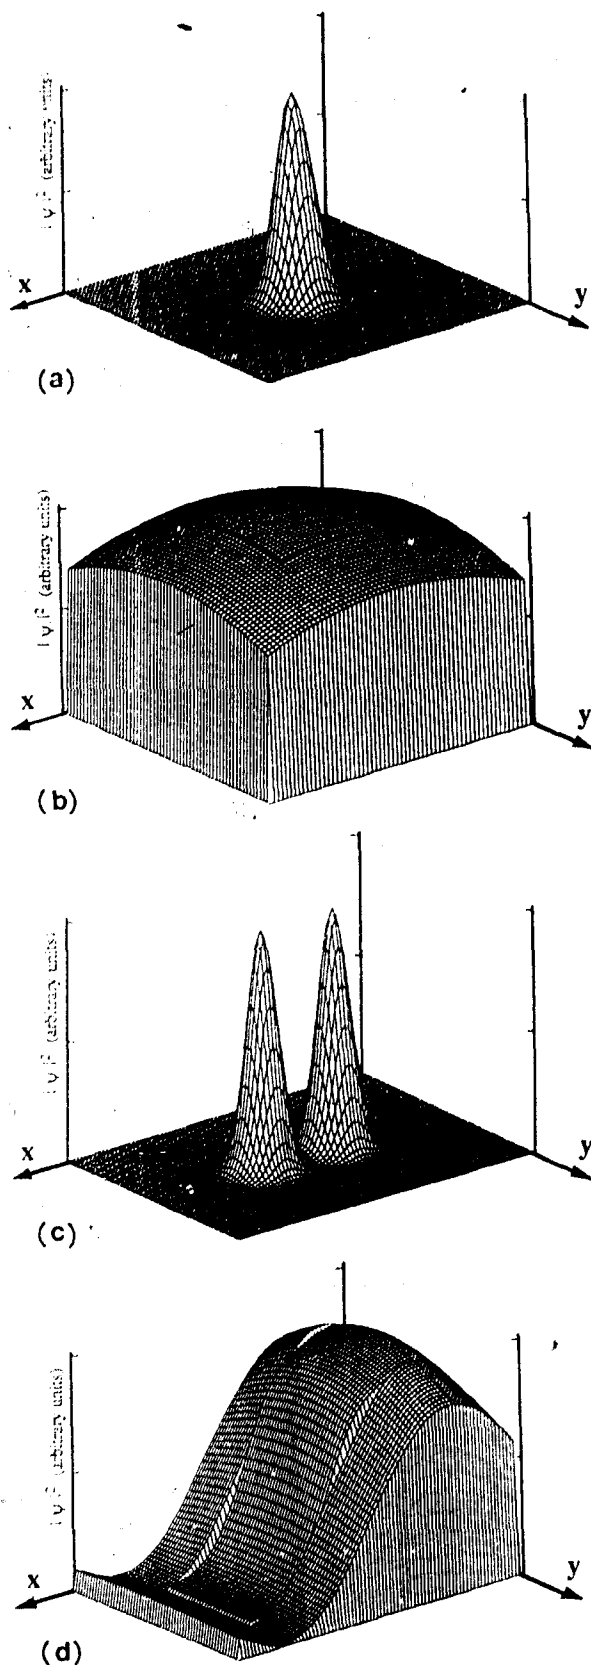 |ψ|² (arbitrary units)
x
y
(a)
|ψ|² (arbitrary units)
x
y
(b)
|ψ|² (arbitrary units)
x
y
(c)
|ψ|² (arbitrary units)
x
y
(d)